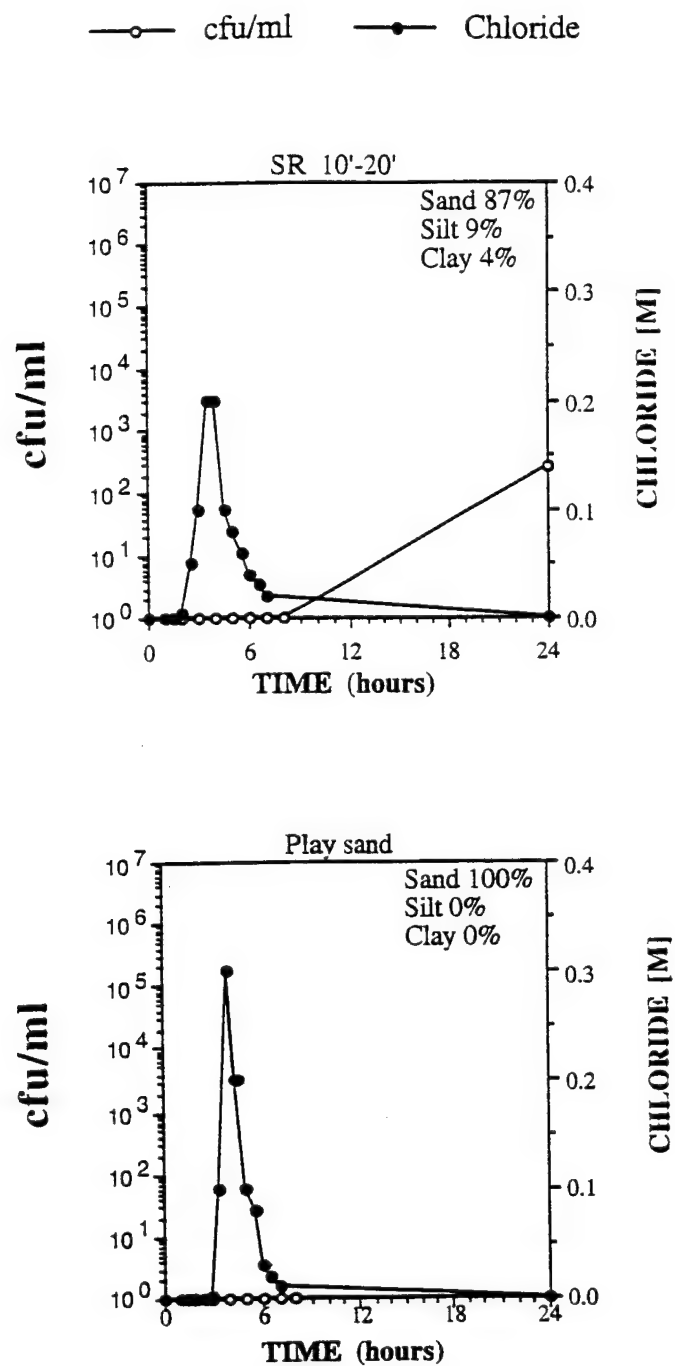 cfu/ml Chloride
SR 10'-20'
Sand 87%
Silt 9%
Clay 4%
10^7
10^6
10^5
10^4
10^3
10^2
10^1
10^0
cfu/ml
0.4
0.3
0.2
0.1
0.0
CHLORIDE [M]
0 6 12 18 24
TIME (hours)
Play sand
Sand 100%
Silt 0%
Clay 0%
10^7
10^6
10^5
10^4
10^3
10^2
10^1
10^0
cfu/ml
0.4
0.3
0.2
0.1
0.0
CHLORIDE [M]
0 6 12 18 24
TIME (hours)